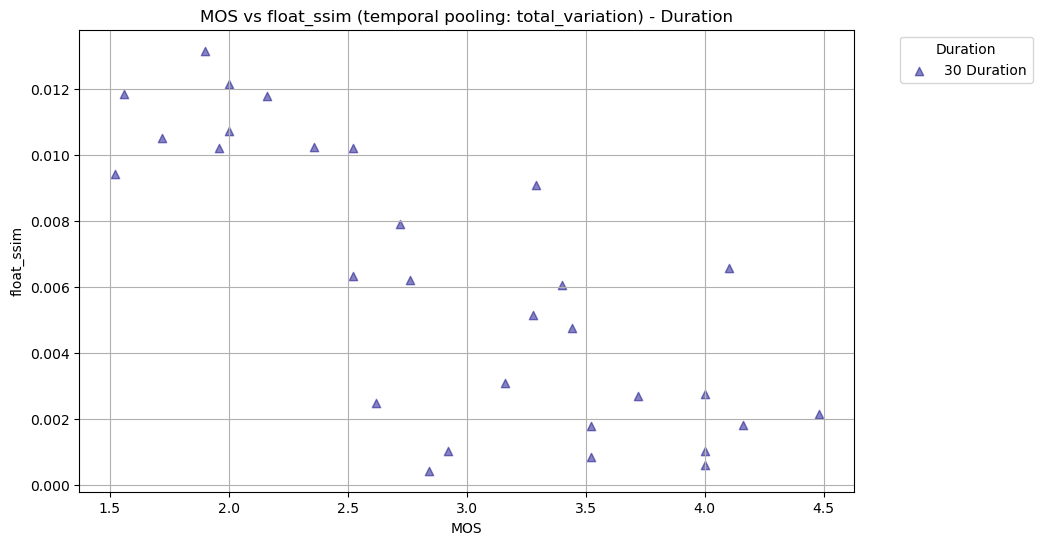 MOS vs float_ssim (temporal pooling: total_variation) - Duration
Duration
30 Duration
0.012
0.010
0.008
0.006
0.004
0.002
0.000
float_ssim
1.5 2.0 2.5 3.0 3.5 4.0 4.5
MOS